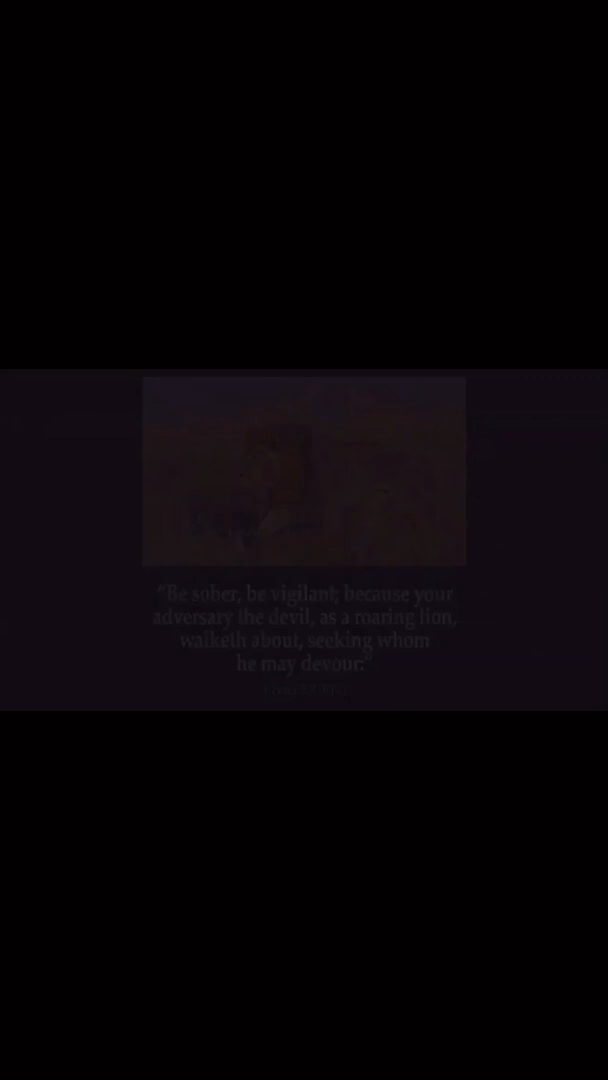 “Be sober, be vigilant; because your
adversary the devil, as a roaring lion,
walketh about, seeking whom
he may devour:”